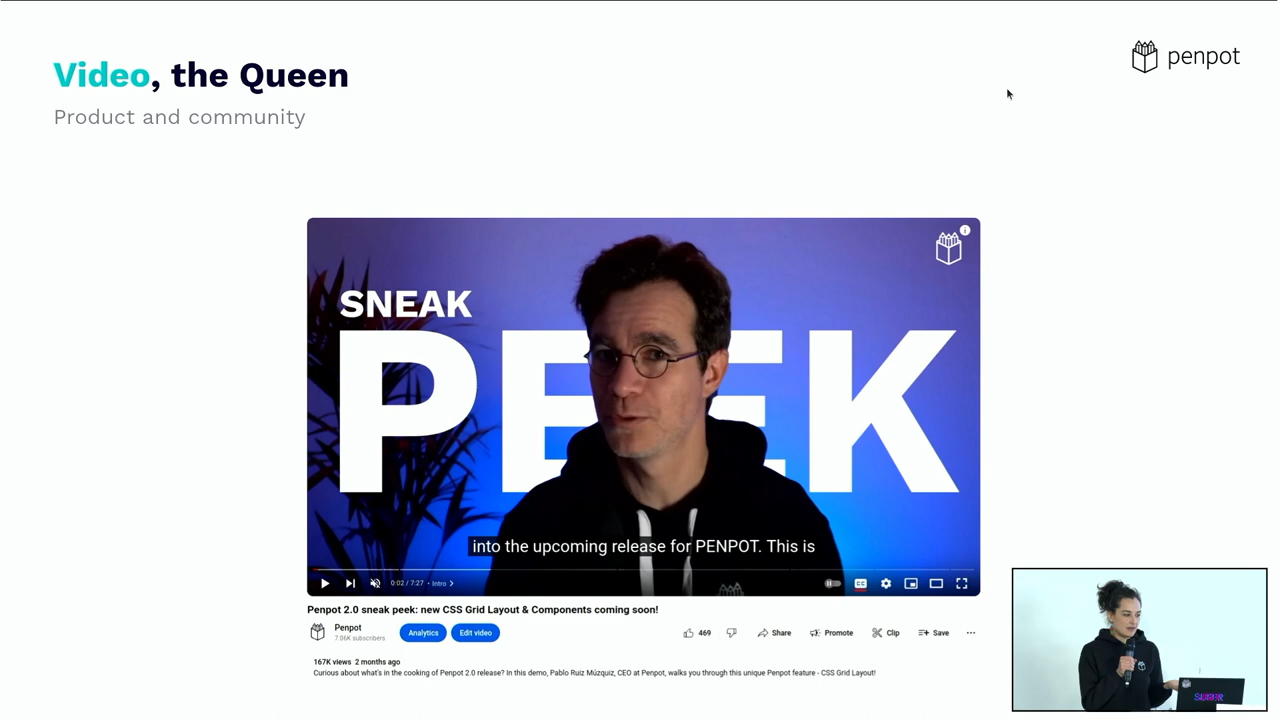 Video, the Queen
Product and community
penpot
SNEAK
PEEK
into the upcoming release for PENPOT. This is
0:02 / 7:27 • Intro
CC
Penpot 2.0 sneak peek: new CSS Grid Layout & Components coming soon!
Penpot
7.06K subscribers
Analytics
Edit video
469
Share
Promote
Clip
Save
167K views 2 months ago
Curious about what's in the cooking of Penpot 2.0 release? In this demo, Pablo Ruiz Múzquiz, CEO at Penpot, walks you through this unique Penpot feature - CSS Grid Layout!